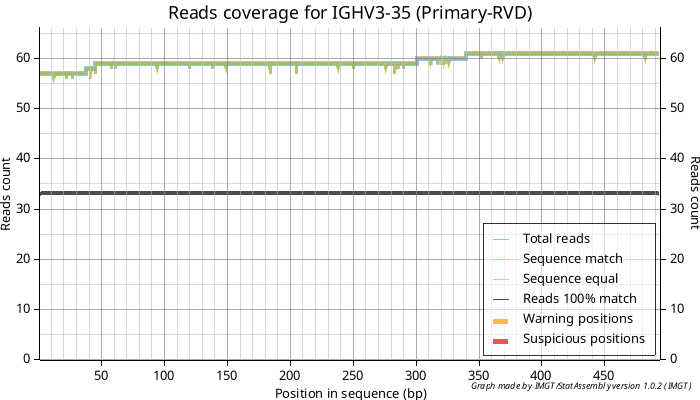 Reads coverage for IGHV3-35 (Primary-RVD)
60
50
40
30
20
10
0
Reads count
60
50
40
30
20
10
0
Reads count
Total reads
Sequence match
Sequence equal
Reads 100% match
Warning positions
Suspicious positions
50
100
150
200
250
300
350
400
450
Position in sequence (bp)
Graph made by IMGT/StatAssembly version 1.0.2 (IMGT)